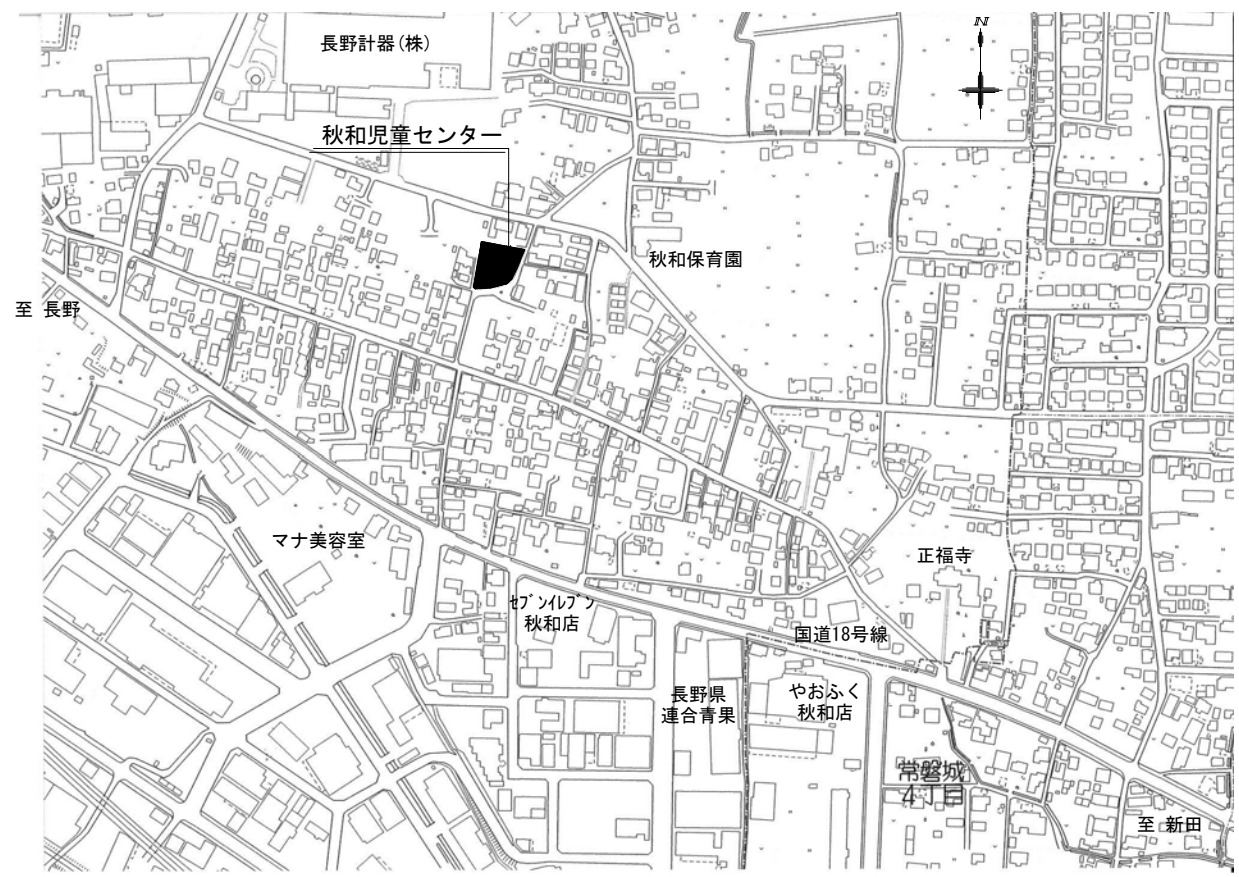 長野計器(株)
N
秋和児童センター
秋和保育園
至 長野
マナ美容室
正福寺
ｾﾌﾞﾝｲﾚﾌﾞﾝ
秋和店
国道18号線
長野県
連合青果
やおふく
秋和店
常磐城
4丁目
至 新田